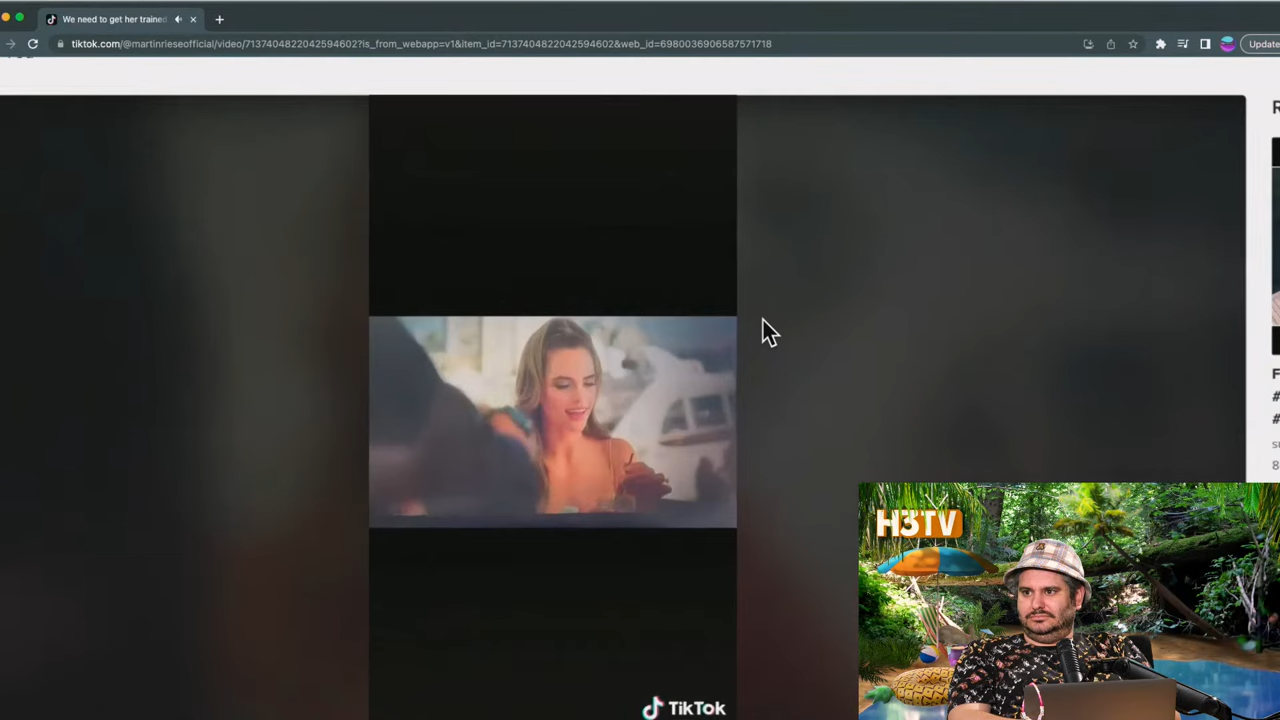 We need to get her trained
tiktok.com/@martinrieseofficial/video/7137404822042594602?is_from_webapp=v1&item_id=7137404822042594602&web_id=6980036906587571718
Update
H3TV
TikTok